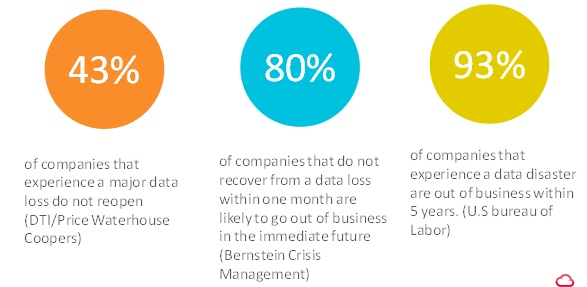 43%
of companies that
experience a major data
loss do not reopen
(DTI/Price Waterhouse
Coopers)
80%
of companies that do not
recover from a data loss
within one month are
likely to go out of business
in the immediate future
(Bernstein Crisis
Management)
93%
of companies that
experience a data disaster
are out of business within
5 years. (U.S bureau of
Labor)